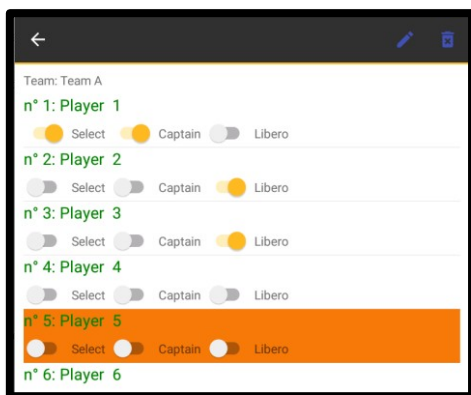 Team: Team A
n° 1: Player 1
Select Captain Libero
n° 2: Player 2
Select Captain Libero
n° 3: Player 3
Select Captain Libero
n° 4: Player 4
Select Captain Libero
n° 5: Player 5
Select Captain Libero
n° 6: Player 6